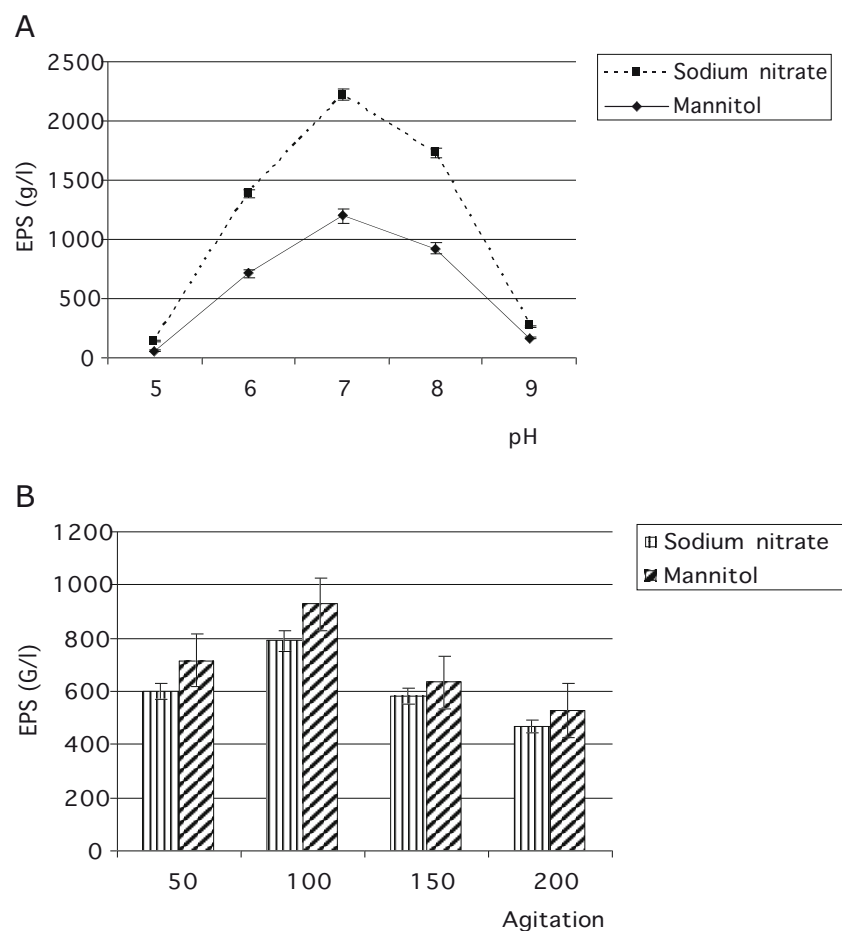 A
2500
2000
1500
1000
500
0
EPS (g/l)
5 6 7 8 9
pH
Sodium nitrate
Mannitol
B
1200
1000
800
600
400
200
0
EPS (G/l)
50 100 150 200
Agitation
Sodium nitrate
Mannitol